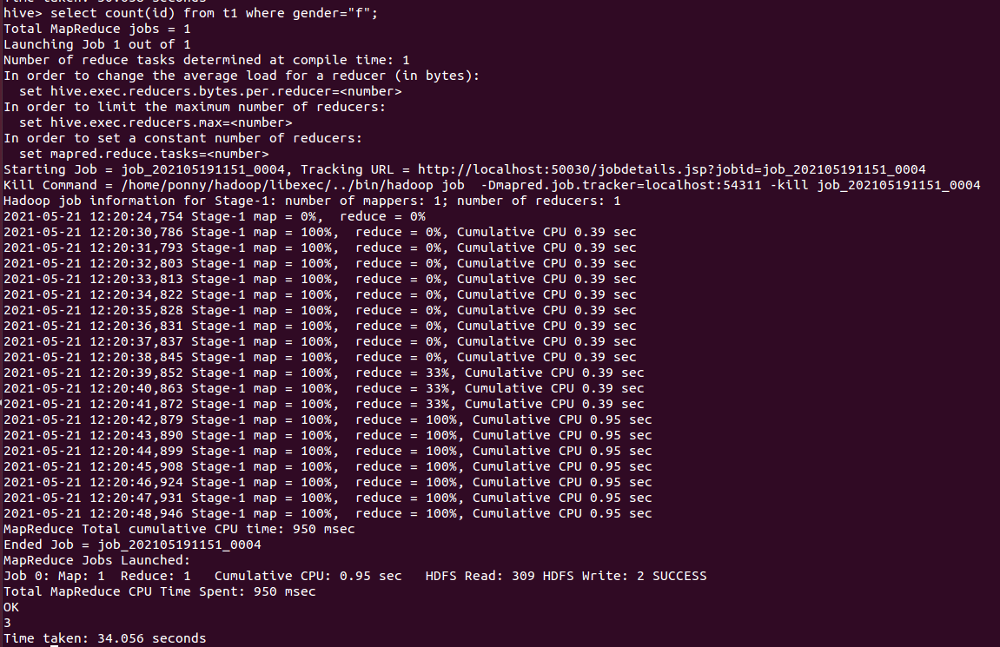 hive> select count(id) from t1 where gender="f";
Total MapReduce jobs = 1
Launching Job 1 out of 1
Number of reduce tasks determined at compile time: 1
In order to change the average load for a reducer (in bytes):
  set hive.exec.reducers.bytes.per.reducer=<number>
In order to limit the maximum number of reducers:
  set hive.exec.reducers.max=<number>
In order to set a constant number of reducers:
  set mapred.reduce.tasks=<number>
Starting Job = job_202105191151_0004, Tracking URL = http://localhost:50030/jobdetails.jsp?jobid=job_202105191151_0004
Kill Command = /home/ponny/hadoop/libexec/../bin/hadoop job  -Dmapred.job.tracker=localhost:54311 -kill job_202105191151_0004
Hadoop job information for Stage-1: number of mappers: 1; number of reducers: 1
2021-05-21 12:20:24,754 Stage-1 map = 0%,  reduce = 0%
2021-05-21 12:20:30,786 Stage-1 map = 100%,  reduce = 0%, Cumulative CPU 0.39 sec
2021-05-21 12:20:31,793 Stage-1 map = 100%,  reduce = 0%, Cumulative CPU 0.39 sec
2021-05-21 12:20:32,803 Stage-1 map = 100%,  reduce = 0%, Cumulative CPU 0.39 sec
2021-05-21 12:20:33,813 Stage-1 map = 100%,  reduce = 0%, Cumulative CPU 0.39 sec
2021-05-21 12:20:34,822 Stage-1 map = 100%,  reduce = 0%, Cumulative CPU 0.39 sec
2021-05-21 12:20:35,828 Stage-1 map = 100%,  reduce = 0%, Cumulative CPU 0.39 sec
2021-05-21 12:20:36,831 Stage-1 map = 100%,  reduce = 0%, Cumulative CPU 0.39 sec
2021-05-21 12:20:37,837 Stage-1 map = 100%,  reduce = 0%, Cumulative CPU 0.39 sec
2021-05-21 12:20:38,845 Stage-1 map = 100%,  reduce = 0%, Cumulative CPU 0.39 sec
2021-05-21 12:20:39,852 Stage-1 map = 100%,  reduce = 33%, Cumulative CPU 0.39 sec
2021-05-21 12:20:40,863 Stage-1 map = 100%,  reduce = 33%, Cumulative CPU 0.39 sec
2021-05-21 12:20:41,872 Stage-1 map = 100%,  reduce = 33%, Cumulative CPU 0.39 sec
2021-05-21 12:20:42,879 Stage-1 map = 100%,  reduce = 100%, Cumulative CPU 0.95 sec
2021-05-21 12:20:43,890 Stage-1 map = 100%,  reduce = 100%, Cumulative CPU 0.95 sec
2021-05-21 12:20:44,899 Stage-1 map = 100%,  reduce = 100%, Cumulative CPU 0.95 sec
2021-05-21 12:20:45,908 Stage-1 map = 100%,  reduce = 100%, Cumulative CPU 0.95 sec
2021-05-21 12:20:46,924 Stage-1 map = 100%,  reduce = 100%, Cumulative CPU 0.95 sec
2021-05-21 12:20:47,931 Stage-1 map = 100%,  reduce = 100%, Cumulative CPU 0.95 sec
2021-05-21 12:20:48,946 Stage-1 map = 100%,  reduce = 100%, Cumulative CPU 0.95 sec
MapReduce Total cumulative CPU time: 950 msec
Ended Job = job_202105191151_0004
MapReduce Jobs Launched:
Job 0: Map: 1  Reduce: 1   Cumulative CPU: 0.95 sec   HDFS Read: 309 HDFS Write: 2 SUCCESS
Total MapReduce CPU Time Spent: 950 msec
OK
3
Time taken: 34.056 seconds